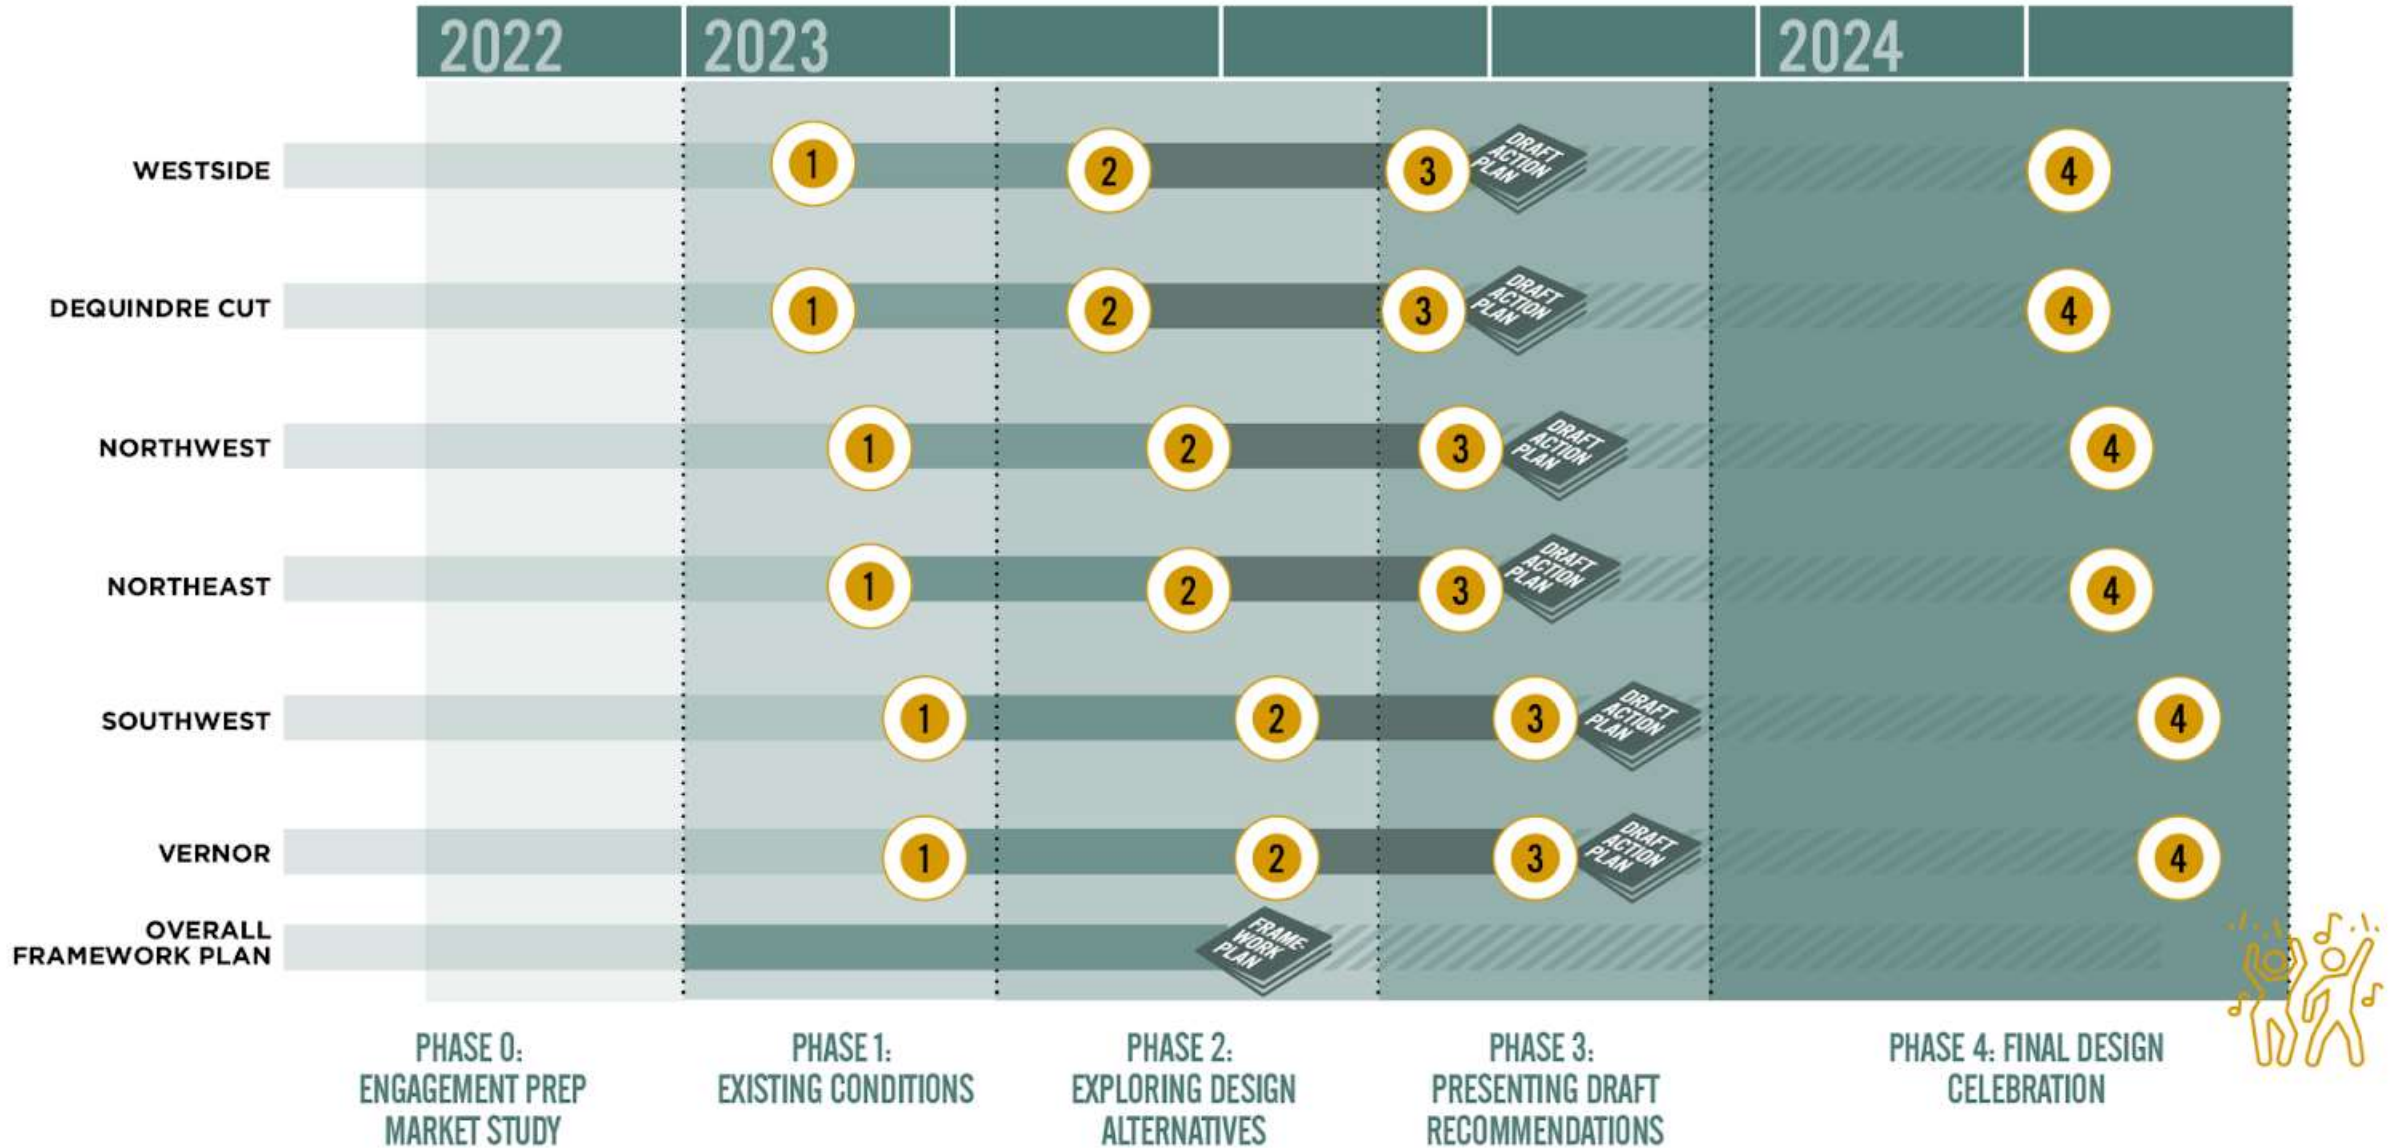 2022
2023
2024
WESTSIDE
1
2
3
DRAFT
ACTION
PLAN
4
DEQUINDRE CUT
1
2
3
DRAFT
ACTION
PLAN
4
NORTHWEST
1
2
3
DRAFT
ACTION
PLAN
4
NORTHEAST
1
2
3
DRAFT
ACTION
PLAN
4
SOUTHWEST
1
2
3
DRAFT
ACTION
PLAN
4
VERNOR
1
2
3
DRAFT
ACTION
PLAN
4
OVERALL
FRAMEWORK PLAN
FRAME-
WORK
PLAN
PHASE 0:
ENGAGEMENT PREP
MARKET STUDY
PHASE 1:
EXISTING CONDITIONS
PHASE 2:
EXPLORING DESIGN
ALTERNATIVES
PHASE 3:
PRESENTING DRAFT
RECOMMENDATIONS
PHASE 4: FINAL DESIGN
CELEBRATION